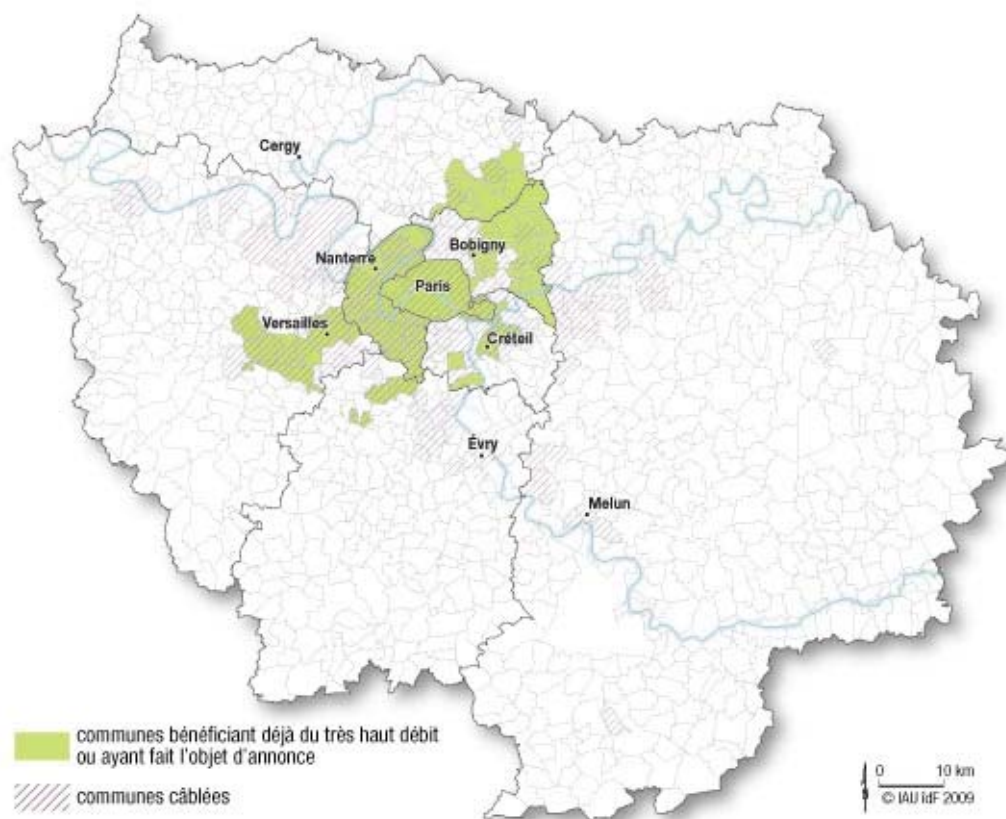 Cergy
Nanterre
Bobigny
Paris
Versailles
Créteil
Évry
Melun
communes bénéficiant déjà du très haut débit
ou ayant fait l'objet d'annonce
communes câblées
0 10 km
© IAU îdF 2009